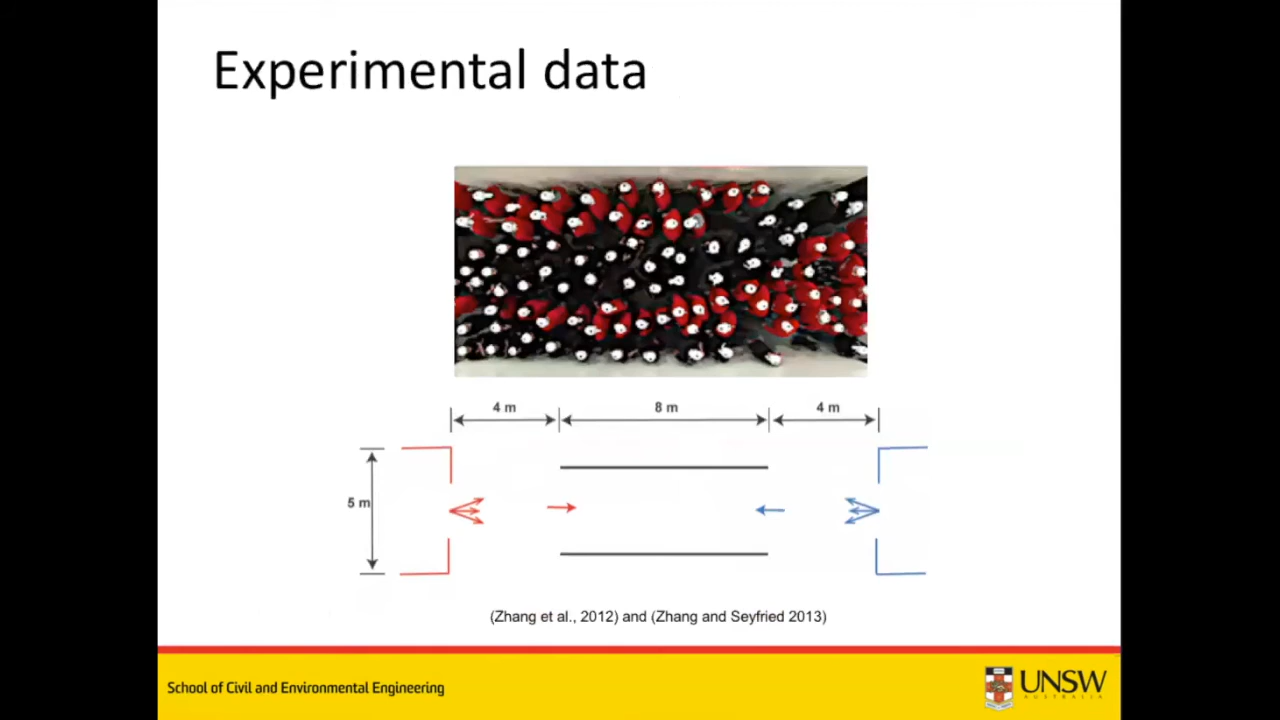 Experimental data
4 m
8 m
4 m
5 m
(Zhang et al., 2012) and (Zhang and Seyfried 2013)
School of Civil and Environmental Engineering
UNSW
AUSTRALIA